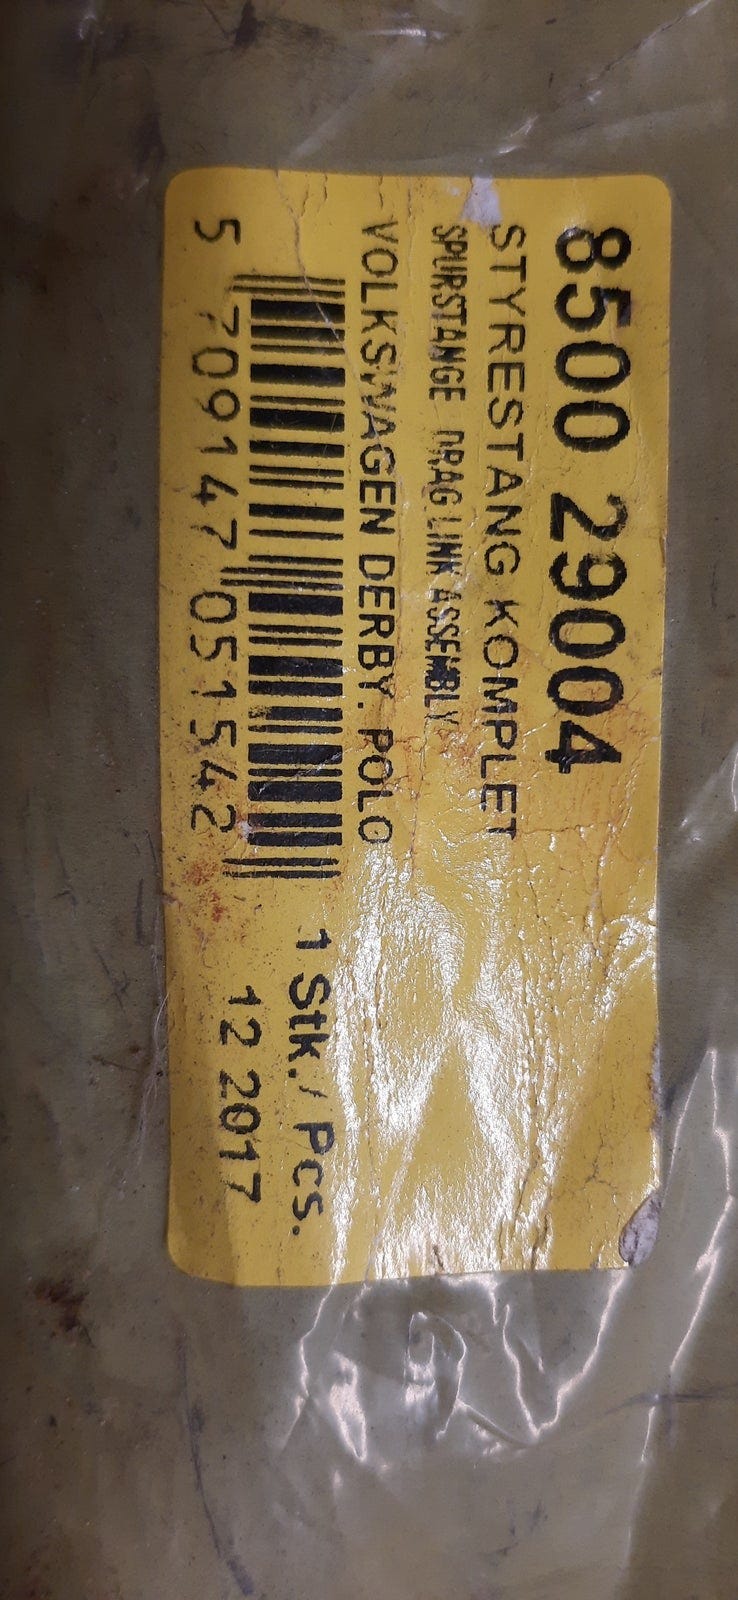 8500 29004
STYRESTANG KOMPLET
SPURSTANGE DRAG LINK ASSEMBLY
VOLKSWAGEN DERBY. POLO
5 709147 051542
1 Stk. / Pcs.
12 2017